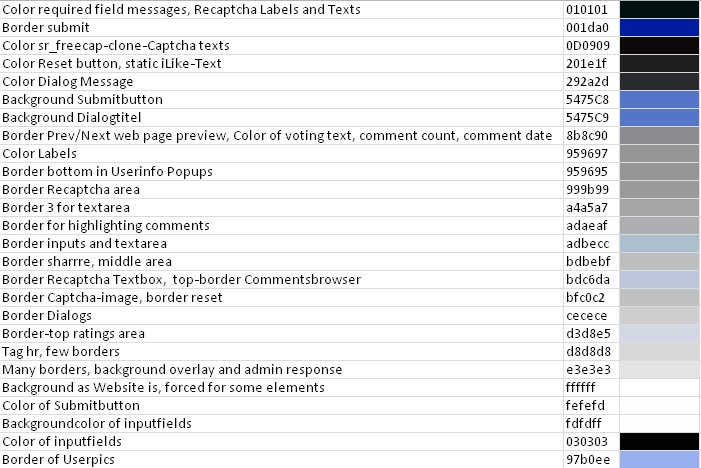 Color required field messages, Recaptcha Labels and Texts 010101
Border submit 001da0
Color sr_freecap-clone-Captcha texts 0D0909
Color Reset button, static iLike-Text 201e1f
Color Dialog Message 292a2d
Background Submitbutton 5475C8
Background Dialogtitel 5475C9
Border Prev/Next web page preview, Color of voting text, comment count, comment date 8b8c90
Color Labels 959697
Border bottom in Userinfo Popups 959695
Border Recaptcha area 999b99
Border 3 for textarea a4a5a7
Border for highlighting comments adaeaf
Border inputs and textarea adbecc
Border sharrre, middle area bdbebf
Border Recaptcha Textbox, top-border Commentsbrowser bdc6da
Border Captcha-image, border reset bfc0c2
Border Dialogs cecece
Border-top ratings area d3d8e5
Tag hr, few borders d8d8d8
Many borders, background overlay and admin response e3e3e3
Background as Website is, forced for some elements ffffff
Color of Submitbutton fefefd
Backgroundcolor of inputfields fdfdff
Color of inputfields 030303
Border of Userpics 97b0ee